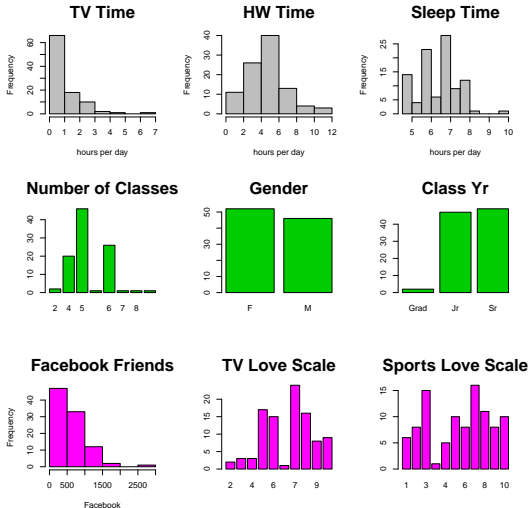 TV Time
HW Time
Sleep Time
Frequency
0 20 40 60
0 1 2 3 4 5 6 7
hours per day
Frequency
0 10 20 30 40
0 2 4 6 8 10 12
hours per day
Frequency
0 5 15 25
5 6 7 8 9 10
hours per day
Number of Classes
Gender
Class Yr
0 10 20 30 40
2 4 5 6 7 8
0 10 30 50
F M
0 10 20 30 40
Grad Jr Sr
Facebook Friends
TV Love Scale
Sports Love Scale
Frequency
0 10 20 30 40
0 500 1500 2500
Facebook
0 5 10 15 20
2 4 6 7 9
0 5 10 15
1 3 4 6 7 8 10